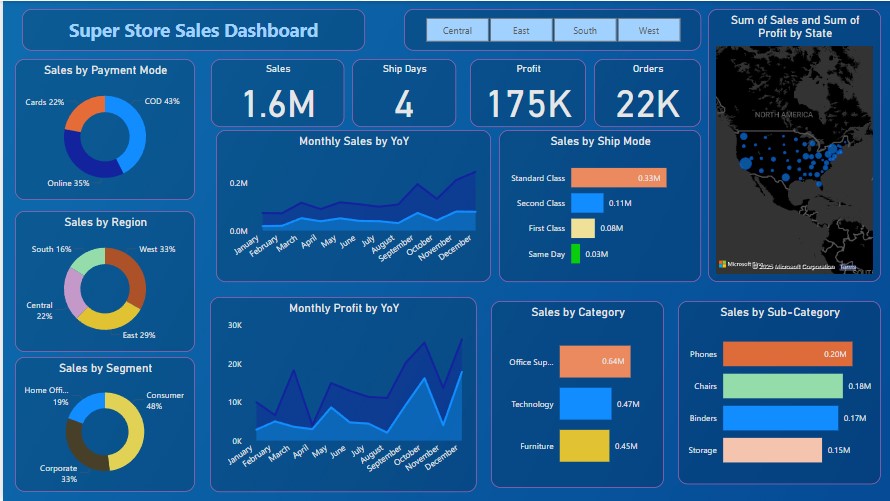 Super Store Sales Dashboard
Central
East
South
West
Sum of Sales and Sum of
Profit by State
NORTH AMERICA
Microsoft Bing
© 2025 Microsoft Corporation
Terms
Sales by Payment Mode
Cards 22%
COD 43%
Online 35%
Sales
1.6M
Ship Days
4
Profit
175K
Orders
22K
Monthly Sales by YoY
0.2M
0.0M
January
February
March
April
May
June
July
August
September
October
November
December
Sales by Ship Mode
Standard Class
0.33M
Second Class
0.11M
First Class
0.08M
Same Day
0.03M
Sales by Region
South 16%
West 33%
Central
22%
East 29%
Monthly Profit by YoY
30K
20K
10K
0K
January
February
March
April
May
June
July
August
September
October
November
December
Sales by Category
Office Sup...
0.64M
Technology
0.47M
Furniture
0.45M
Sales by Sub-Category
Phones
0.20M
Chairs
0.18M
Binders
0.17M
Storage
0.15M
Sales by Segment
Home Offi...
19%
Consumer
48%
Corporate
33%